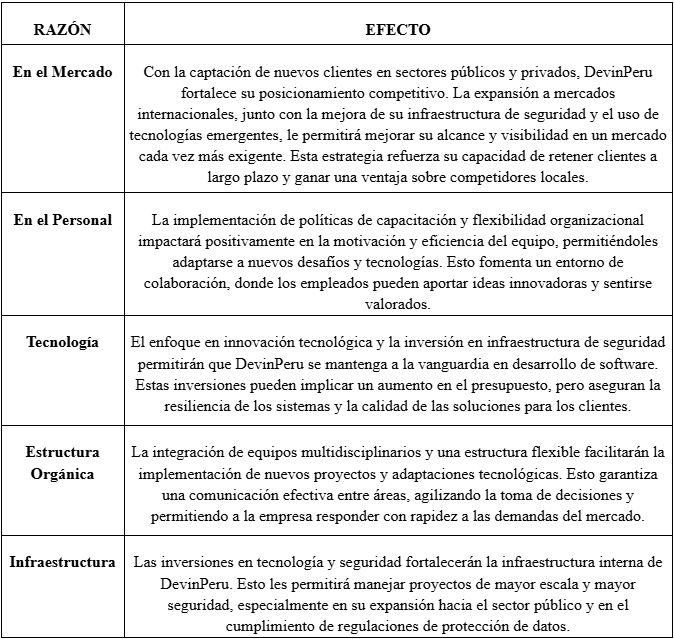 RAZÓN
EFECTO
En el Mercado
Con la captación de nuevos clientes en sectores públicos y privados, DevinPeru
fortalece su posicionamiento competitivo. La expansión a mercados
internacionales, junto con la mejora de su infraestructura de seguridad y el uso de
tecnologías emergentes, le permitirá mejorar su alcance y visibilidad en un mercado
cada vez más exigente. Esta estrategia refuerza su capacidad de retener clientes a
largo plazo y ganar una ventaja sobre competidores locales.
En el Personal
La implementación de políticas de capacitación y flexibilidad organizacional
impactará positivamente en la motivación y eficiencia del equipo, permitiéndoles
adaptarse a nuevos desafíos y tecnologías. Esto fomenta un entorno de
colaboración, donde los empleados pueden aportar ideas innovadoras y sentirse
valorados.
Tecnología
El enfoque en innovación tecnológica y la inversión en infraestructura de seguridad
permitirán que DevinPeru se mantenga a la vanguardia en desarrollo de software.
Estas inversiones pueden implicar un aumento en el presupuesto, pero aseguran la
resiliencia de los sistemas y la calidad de las soluciones para los clientes.
Estructura
Orgánica
La integración de equipos multidisciplinarios y una estructura flexible facilitarán la
implementación de nuevos proyectos y adaptaciones tecnológicas. Esto garantiza
una comunicación efectiva entre áreas, agilizando la toma de decisiones y
permitiendo a la empresa responder con rapidez a las demandas del mercado.
Infraestructura
Las inversiones en tecnología y seguridad fortalecerán la infraestructura interna de
DevinPeru. Esto les permitirá manejar proyectos de mayor escala y mayor
seguridad, especialmente en su expansión hacia el sector público y en el
cumplimiento de regulaciones de protección de datos.